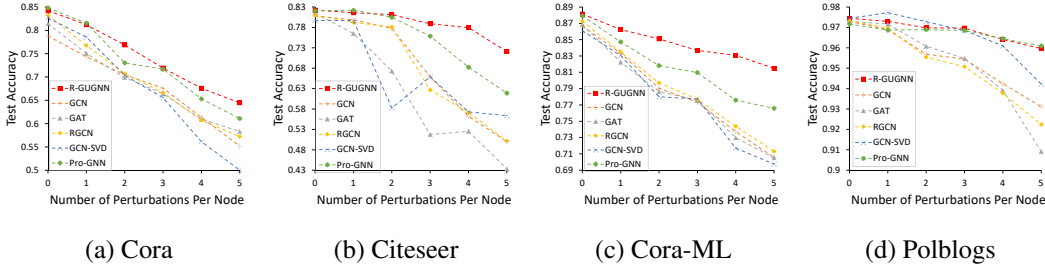 Test Accuracy
0.85
0.8
0.75
0.7
0.65
0.6
0.55
0.5
R-GUGNN
GCN
GAT
RGCN
GCN-SVD
Pro-GNN
0 1 2 3 4 5
Number of Perturbations Per Node
(a) Cora
Test Accuracy
0.83
0.78
0.73
0.68
0.63
0.58
0.53
0.48
0.43
R-GUGNN
GCN
GAT
RGCN
GCN-SVD
Pro-GNN
0 1 2 3 4 5
Number of Perturbations Per Node
(b) Citeseer
Test Accuracy
0.89
0.87
0.85
0.83
0.81
0.79
0.77
0.75
0.73
0.71
0.69
R-GUGNN
GCN
GAT
RGCN
GCN-SVD
Pro-GNN
0 1 2 3 4 5
Number of Perturbations Per Node
(c) Cora-ML
Test Accuracy
0.98
0.97
0.96
0.95
0.94
0.93
0.92
0.91
0.9
R-GUGNN
GCN
GAT
RGCN
GCN-SVD
Pro-GNN
0 1 2 3 4 5
Number of Perturbations Per Node
(d) Polblogs